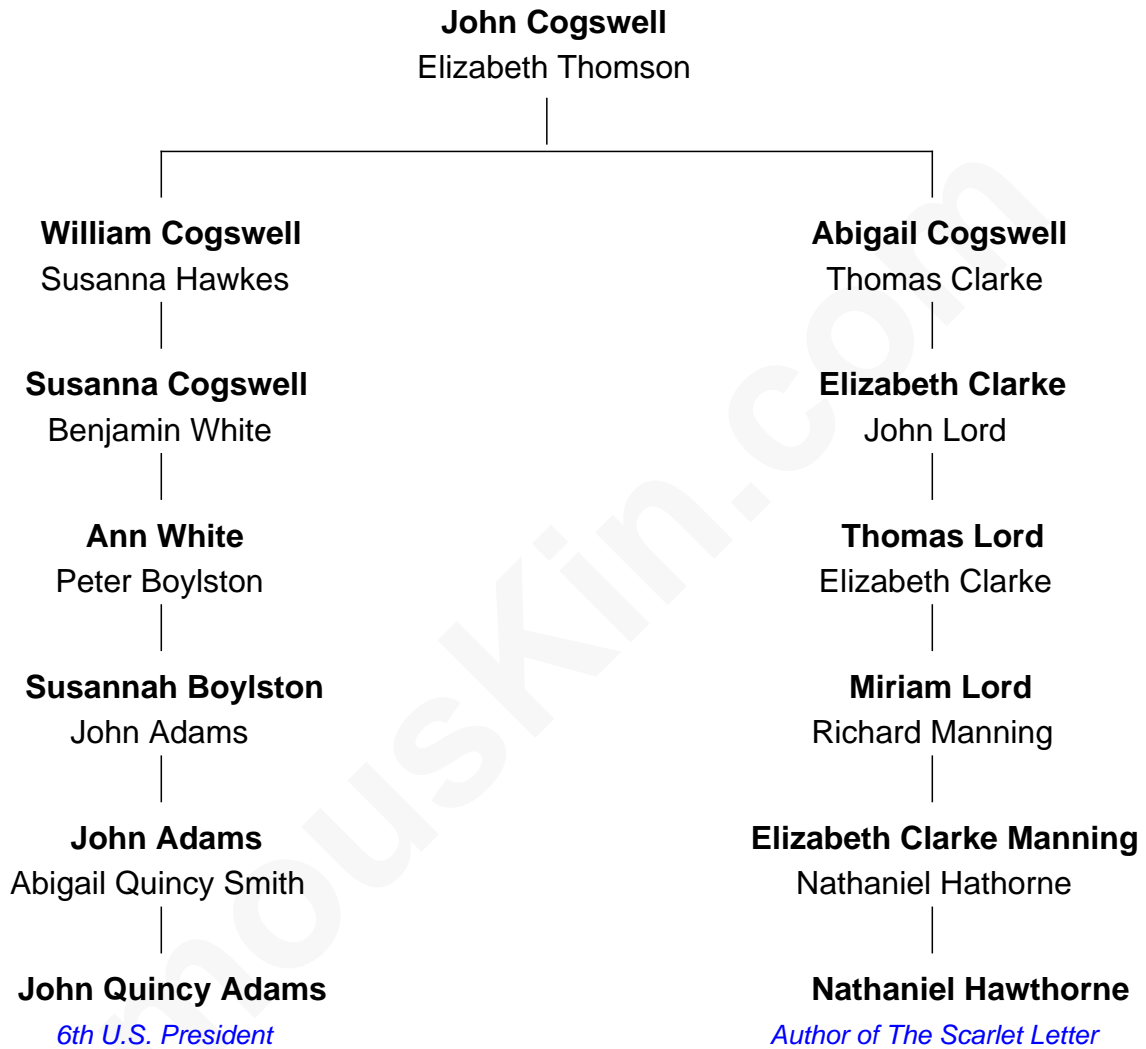 John Cogswell
Elizabeth Thomson
William Cogswell
Susanna Hawkes
Abigail Cogswell
Thomas Clarke
Susanna Cogswell
Benjamin White
Elizabeth Clarke
John Lord
Ann White
Peter Boylston
Thomas Lord
Elizabeth Clarke
Susannah Boylston
John Adams
Miriam Lord
Richard Manning
John Adams
Abigail Quincy Smith
Elizabeth Clarke Manning
Nathaniel Hathorne
John Quincy Adams
6th U.S. President
Nathaniel Hawthorne
Author of The Scarlet Letter
mouskin.com